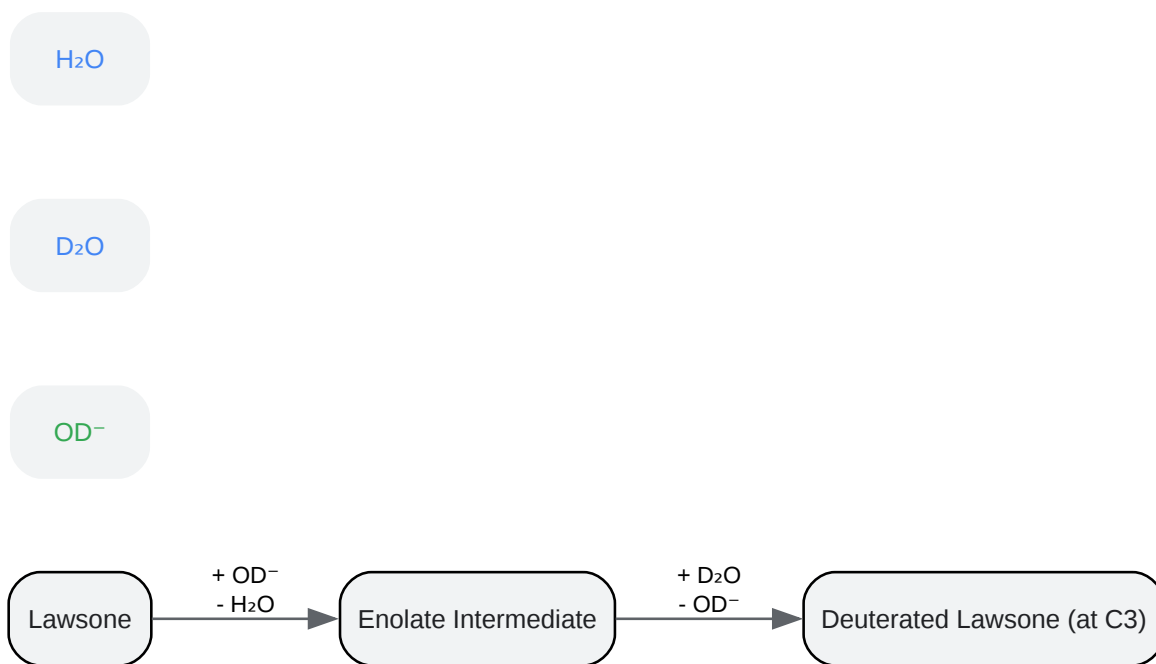 H₂O
D₂O
OD⁻
Lawsone
+ OD⁻
- H₂O
Enolate Intermediate
+ D₂O
- OD⁻
Deuterated Lawsone (at C3)